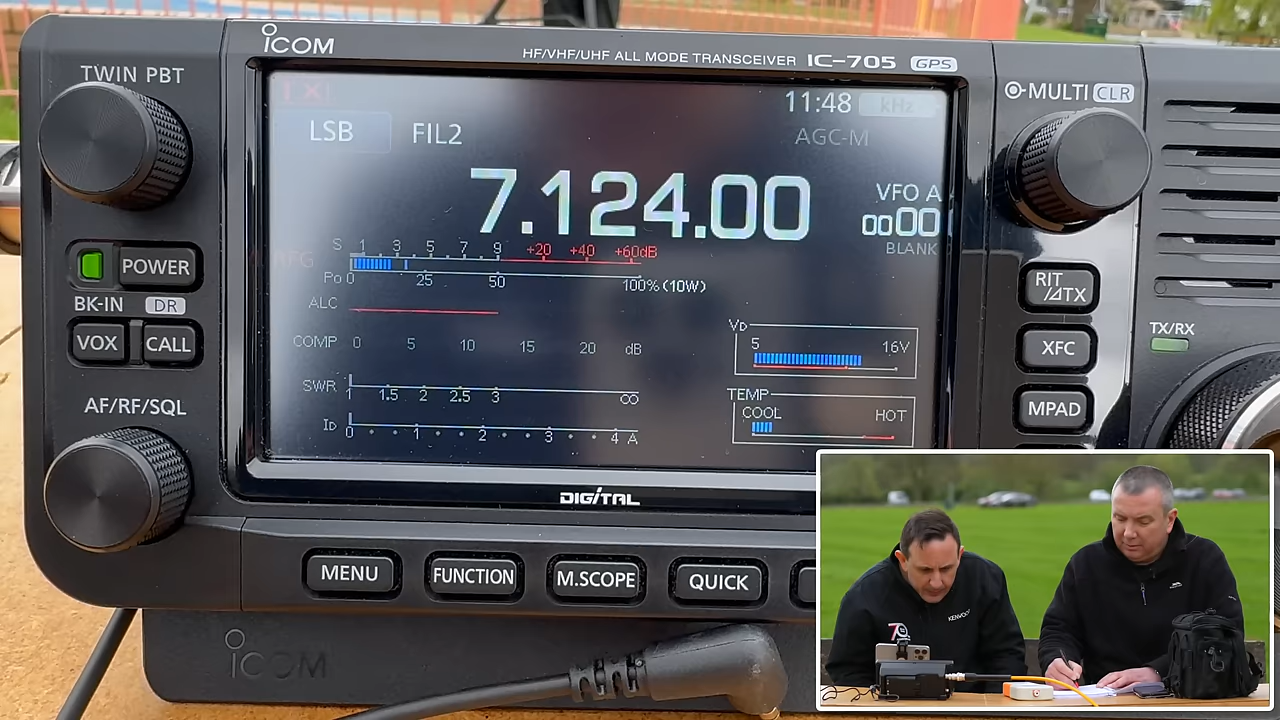 ICOM
HF/VHF/UHF ALL MODE TRANSCEIVER IC-705 GPS
TWIN PBT
MULTI CLR
11:48 kHz
LSB FIL2 AGC-M
7.124.00
VFO A
0000
BLANK
S 1 3 5 7 9 +20 +40 +60dB
AFG
Po 0 25 50 100% (10W)
ALC
COMP 0 5 10 15 20 dB
SWR 1 1.5 2 2.5 3 ∞
ID 0 1 2 3 4 A
VD
5 16V
TEMP
COOL HOT
POWER
BK-IN DR
VOX CALL
AF/RF/SQL
RIT
/⊿TX
XFC
MPAD
TX/RX
DIGITAL
MENU FUNCTION M.SCOPE QUICK
ICOM
KENWOOD
70